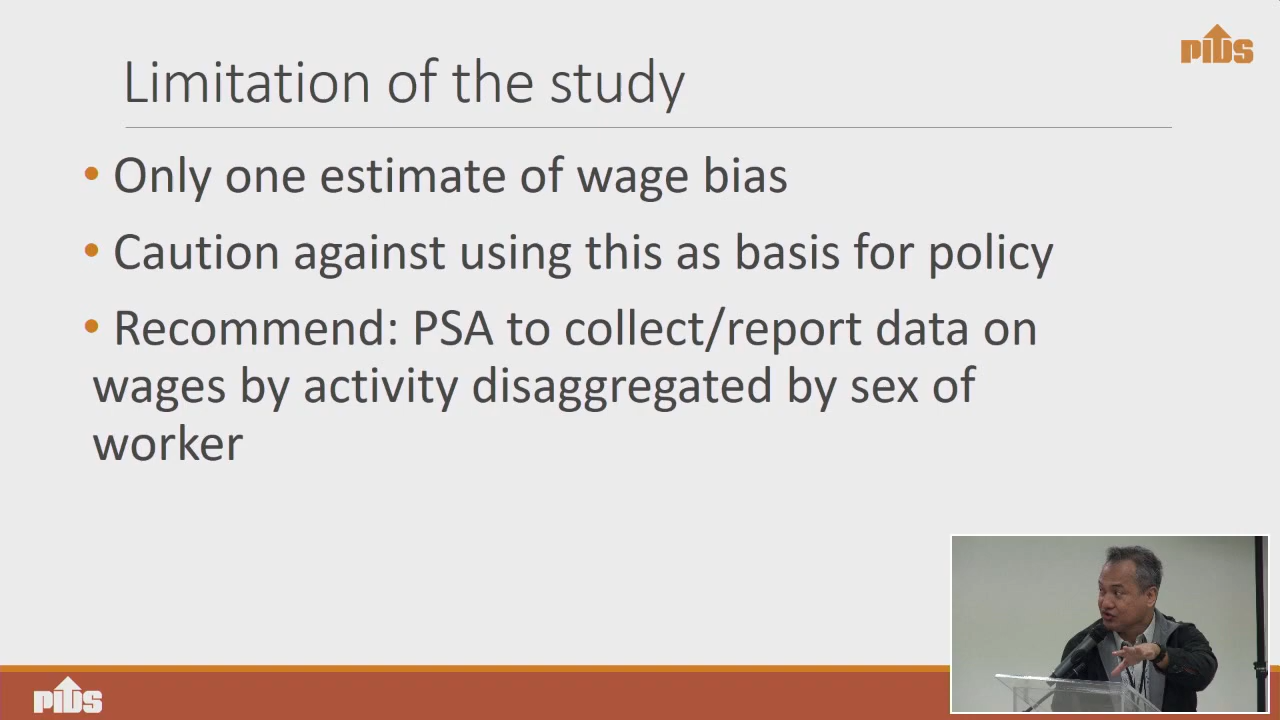 PIDS
Limitation of the study
• Only one estimate of wage bias
• Caution against using this as basis for policy
• Recommend: PSA to collect/report data on
wages by activity disaggregated by sex of
worker
PIDS